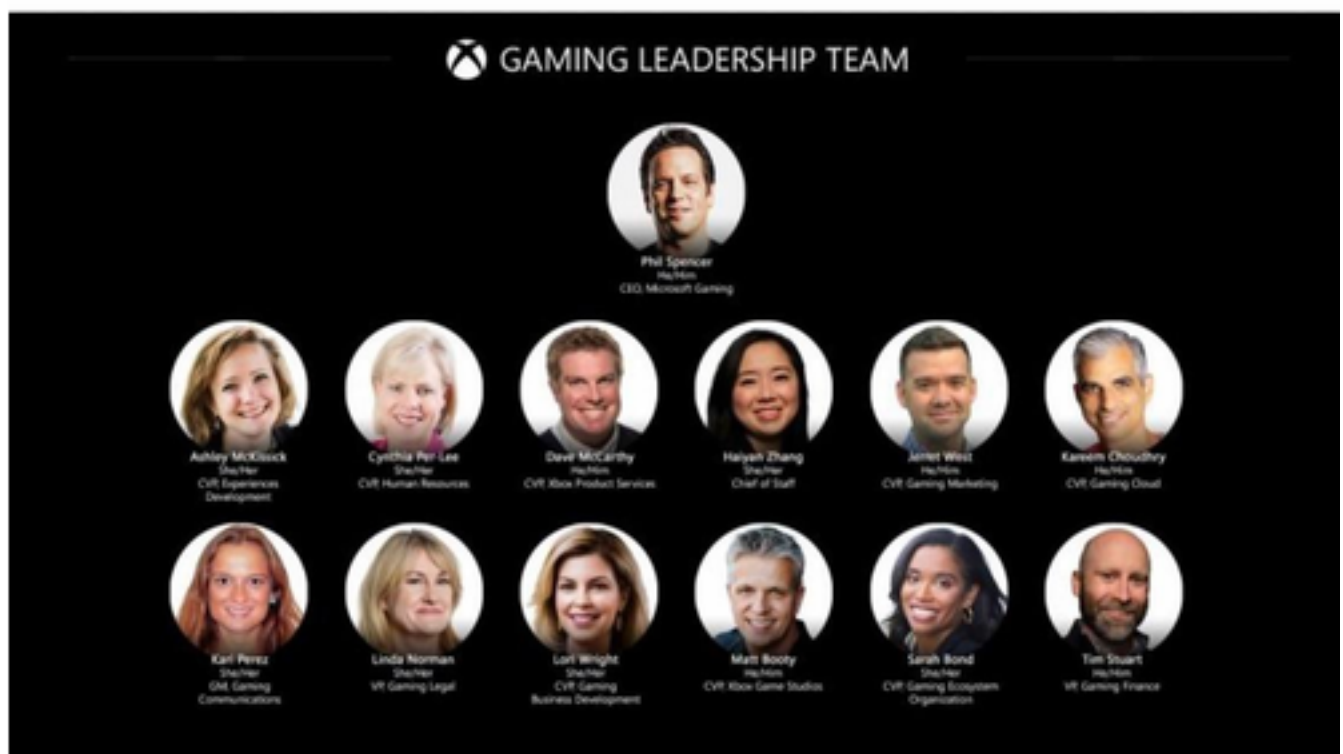 GAMING LEADERSHIP TEAM
Phil Spencer
He/Him
CEO, Microsoft Gaming
Ashley McKissick
She/Her
CVP, Experiences
Development
Cynthia Per-Lee
She/Her
CVP, Human Resources
Dave McCarthy
He/Him
CVP, Xbox Product Services
Haiyan Zhang
She/Her
Chief of Staff
Jerret West
He/Him
CVP, Gaming Marketing
Kareem Choudhry
He/Him
CVP, Gaming Cloud
Kari Perez
She/Her
GM, Gaming
Communications
Linda Norman
She/Her
VP, Gaming Legal
Lori Wright
She/Her
CVP, Gaming
Business Development
Matt Booty
He/Him
CVP, Xbox Game Studios
Sarah Bond
She/Her
CVP, Gaming Ecosystem
Organization
Tim Stuart
He/Him
VP, Gaming Finance